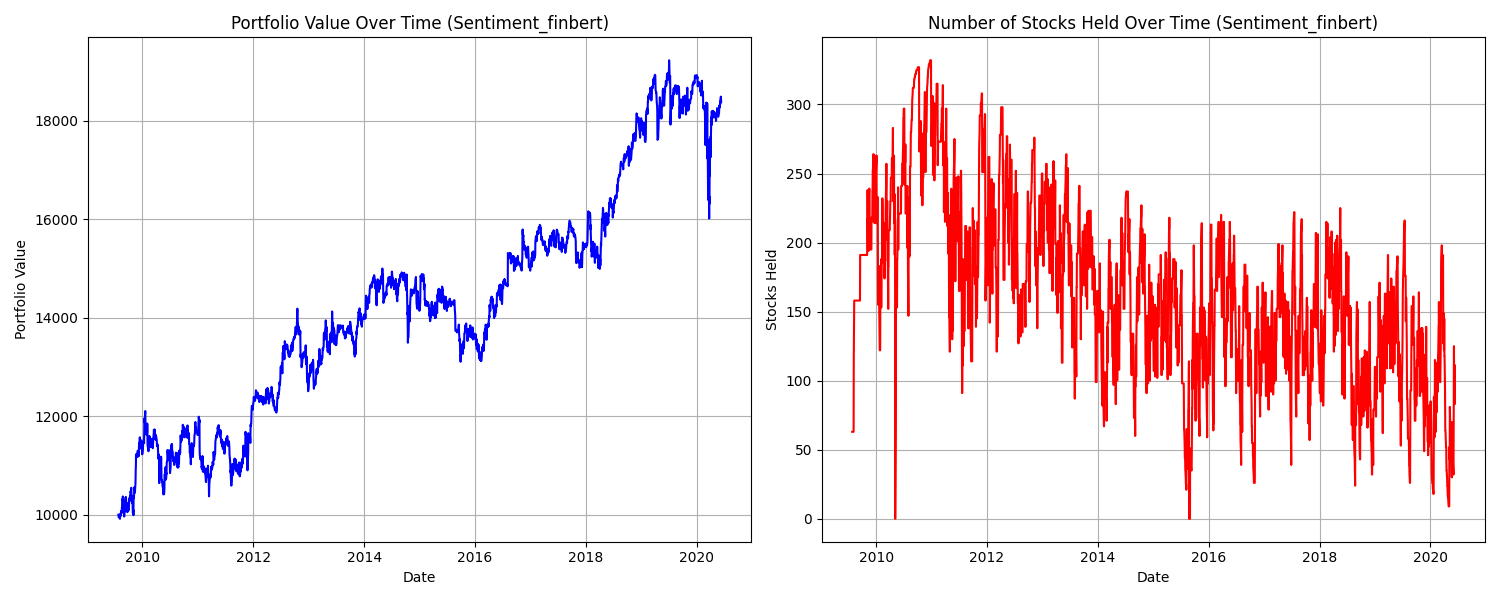 Portfolio Value Over Time (Sentiment_finbert)
Portfolio Value
18000
16000
14000
12000
10000
2010 2012 2014 2016 2018 2020
Date
Number of Stocks Held Over Time (Sentiment_finbert)
Stocks Held
300
250
200
150
100
50
0
2010 2012 2014 2016 2018 2020
Date